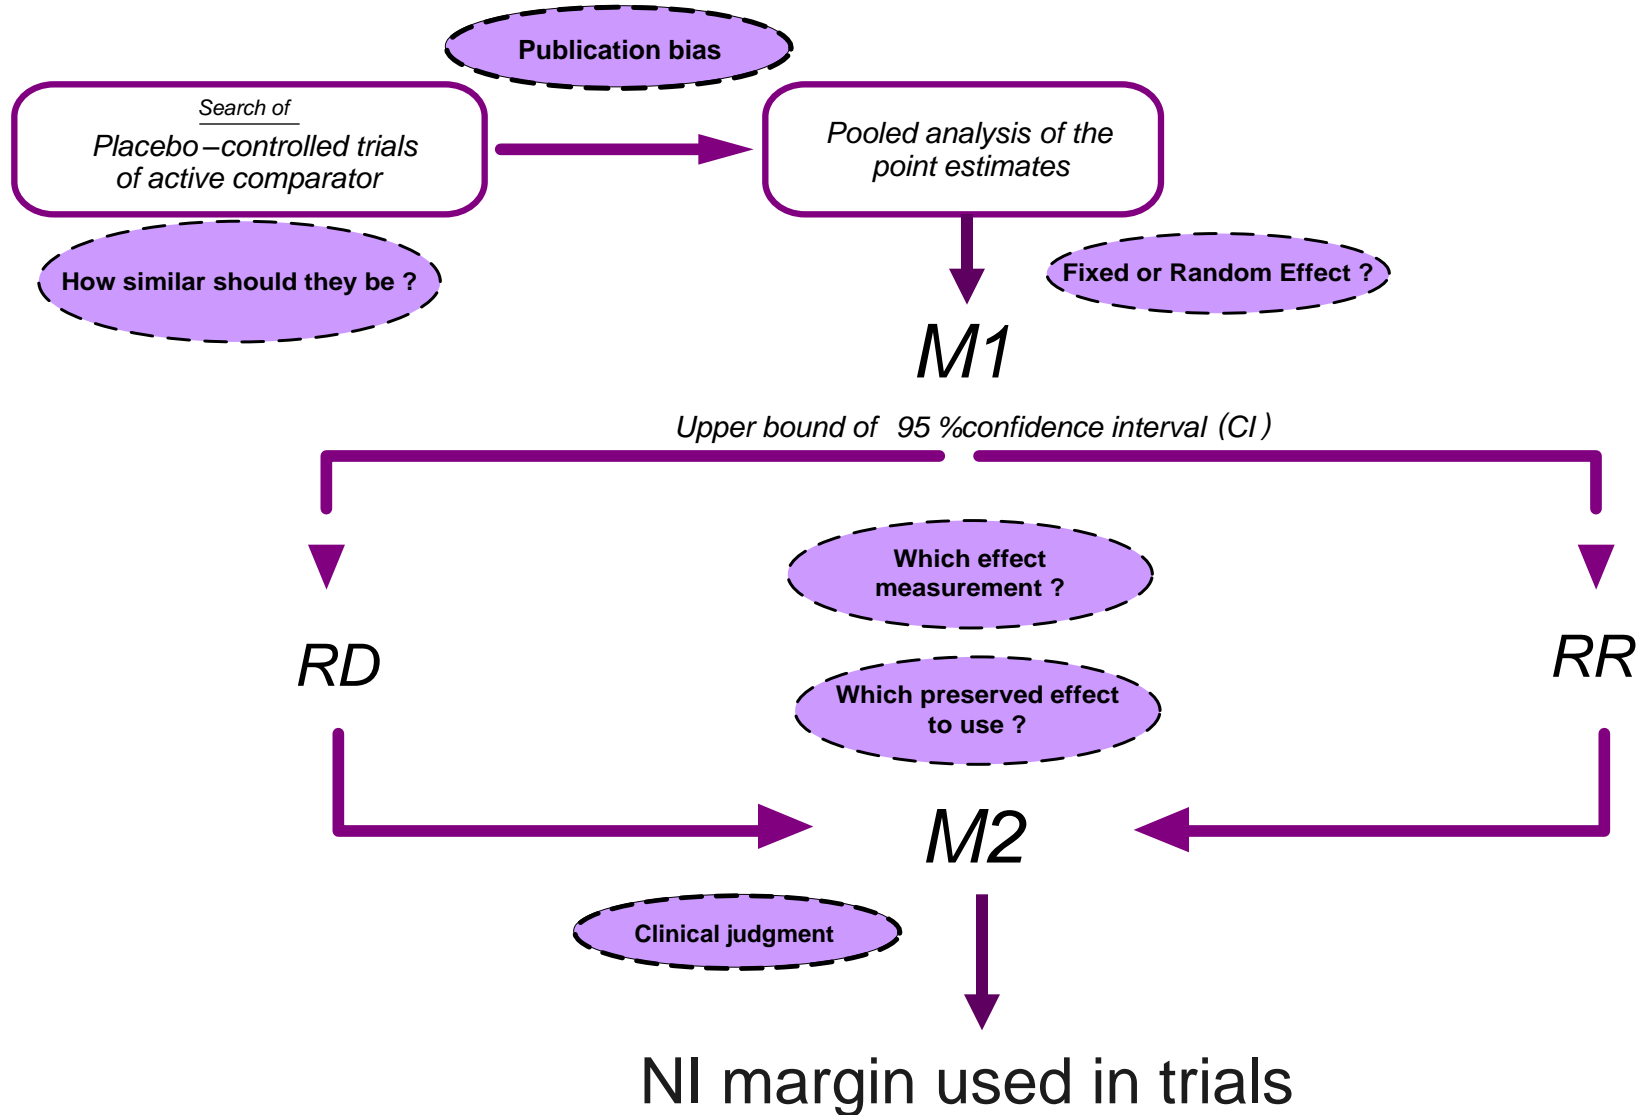 Publication bias
Search of
Placebo–controlled trials
of active comparator
Pooled analysis of the
point estimates
How similar should they be ?
Fixed or Random Effect ?
M1
Upper bound of 95 %confidence interval (CI )
Which effect
measurement ?
RD
RR
Which preserved effect
to use ?
M2
Clinical judgment
NI margin used in trials